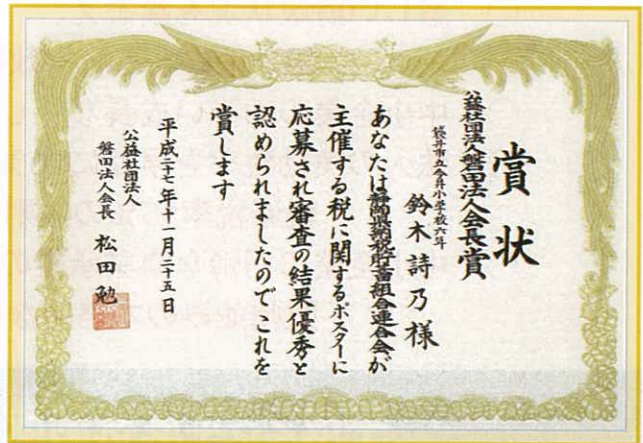 賞状
公益社団法人磐田法人会長賞
袋井市立今井小学校六年
鈴木詩乃様
あなたは静岡県納税貯蓄組合連合会が
主催する税に関するポスターに
応募され審査の結果優秀と
認められましたのでこれを
賞します
平成二十七年十一月二十五日
公益社団法人
磐田法人会長 松田勉